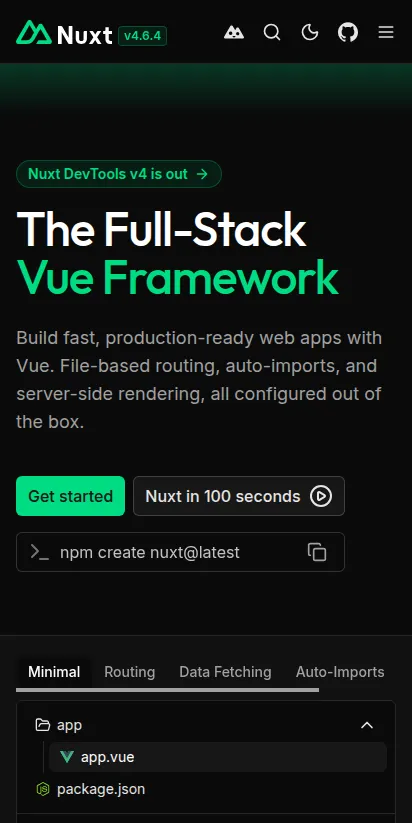 Nuxt v4.6.4
Nuxt DevTools v4 is out
The Full-Stack
Vue Framework
Build fast, production-ready web apps with
Vue. File-based routing, auto-imports, and
server-side rendering, all configured out of
the box.
Get started Nuxt in 100 seconds
npm create nuxt@latest
Minimal Routing Data Fetching Auto-Imports
app
app.vue
package.json